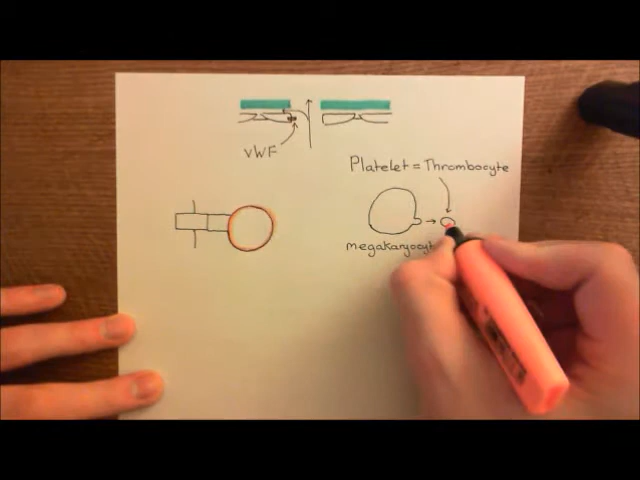 vWF
Platelet = Thrombocyte